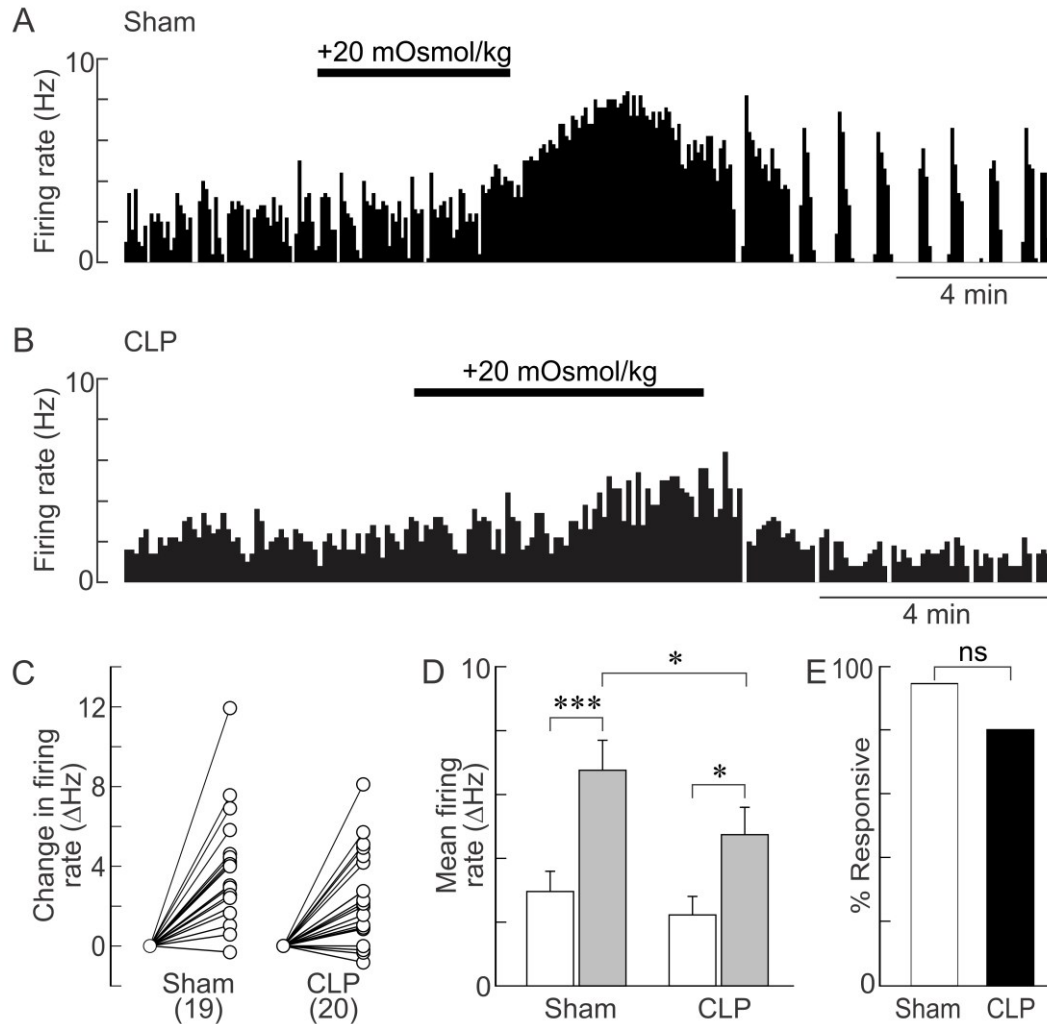 A
Sham
+20 mOsmol/kg
10
Firing rate (Hz)
0
4 min
B
CLP
+20 mOsmol/kg
10
Firing rate (Hz)
0
4 min
C
12
8
4
0
Change in firing
rate (ΔHz)
Sham
(19)
CLP
(20)
D
10
Mean firing
rate (ΔHz)
0
***
*
*
Sham
CLP
E
100
ns
% Responsive
0
Sham
CLP